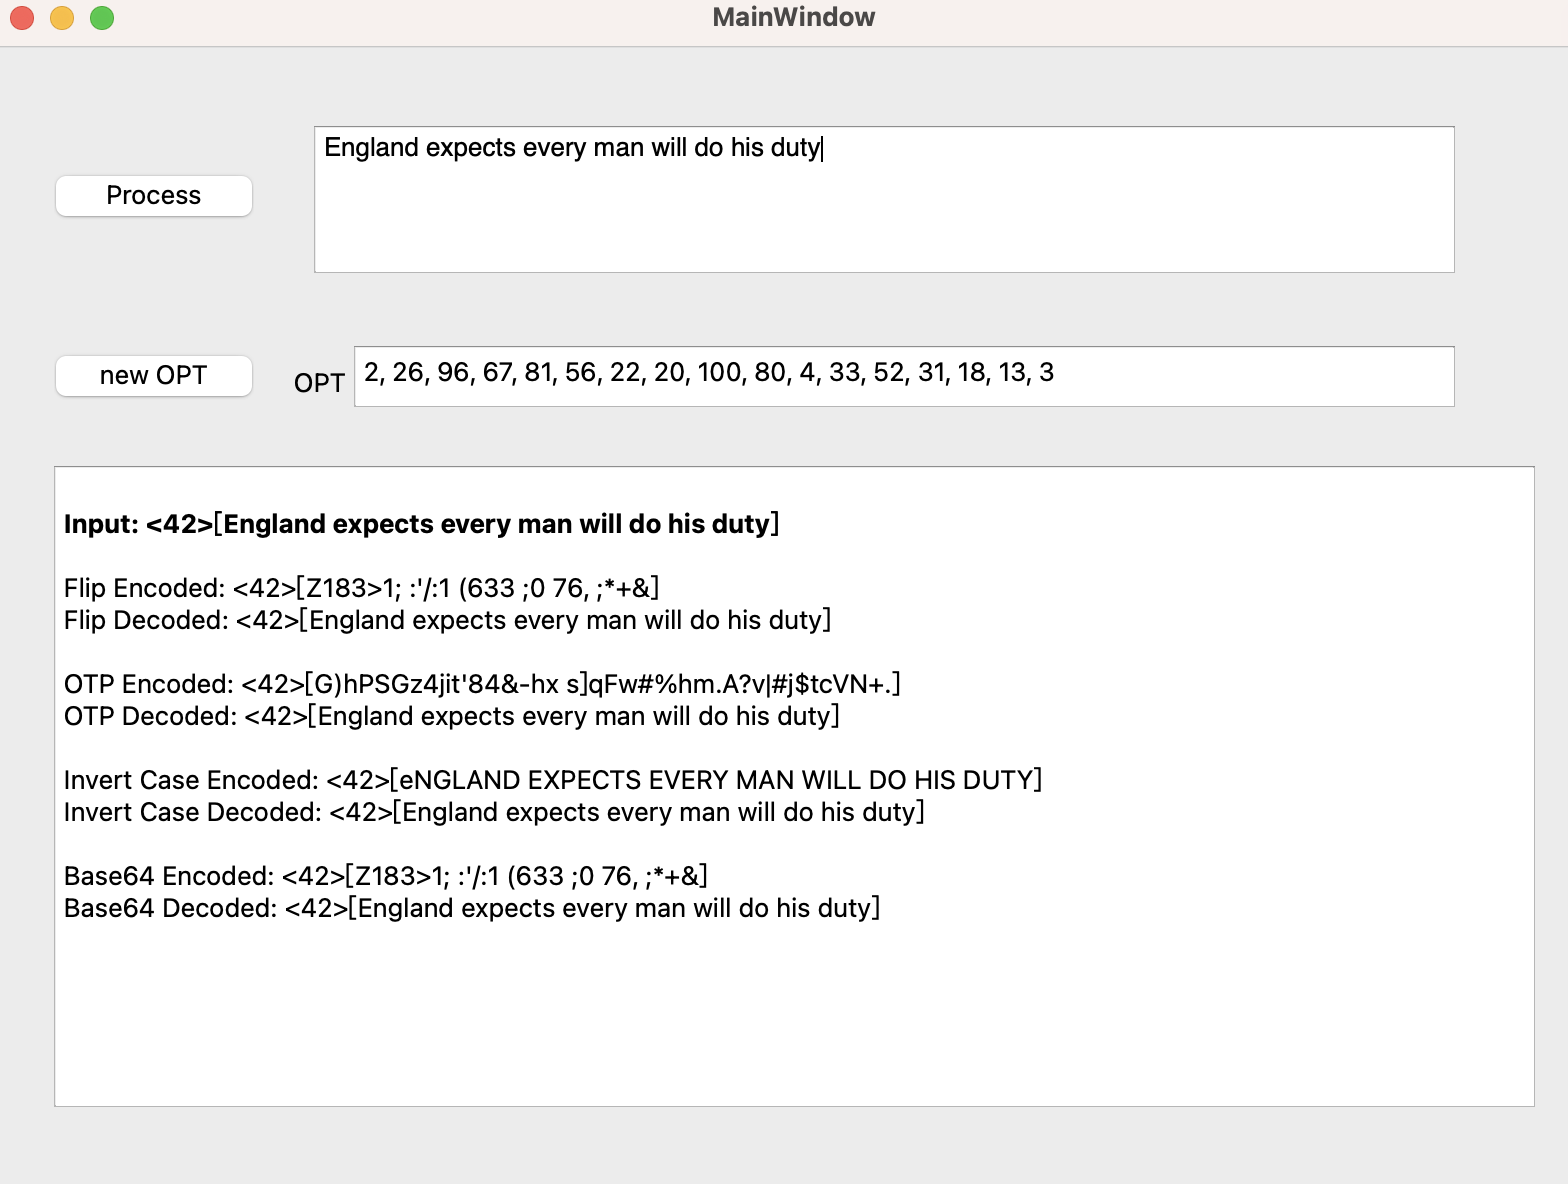 MainWindow
England expects every man will do his duty
Process
new OPT
OPT
2, 26, 96, 67, 81, 56, 22, 20, 100, 80, 4, 33, 52, 31, 18, 13, 3
Input: <42>[England expects every man will do his duty]
Flip Encoded: <42>[Z183>1; :'/:1 (633 ;0 76, ;*+&]
Flip Decoded: <42>[England expects every man will do his duty]
OTP Encoded: <42>[G)hPSGz4jit'84&-hx s]qFw#%hm.A?v|#j$tcVN+.]
OTP Decoded: <42>[England expects every man will do his duty]
Invert Case Encoded: <42>[eNGLAND EXPECTS EVERY MAN WILL DO HIS DUTY]
Invert Case Decoded: <42>[England expects every man will do his duty]
Base64 Encoded: <42>[Z183>1; :'/:1 (633 ;0 76, ;*+&]
Base64 Decoded: <42>[England expects every man will do his duty]